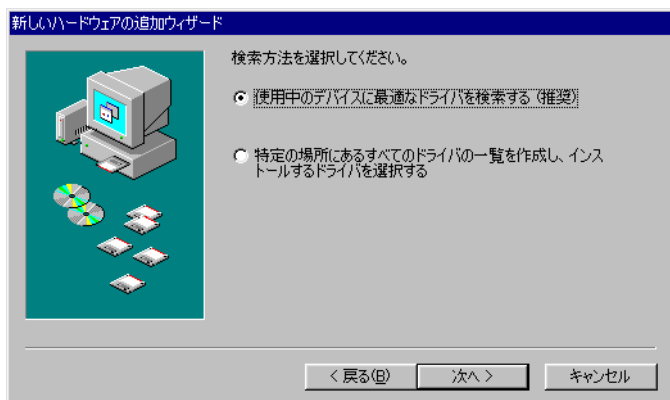 新しいハードウェアの追加ウィザード
検索方法を選択してください。
使用中のデバイスに最適なドライバを検索する (推奨)
特定の場所にあるすべてのドライバの一覧を作成し、インス
トールするドライバを選択する
< 戻る(B)
次へ >
キャンセル